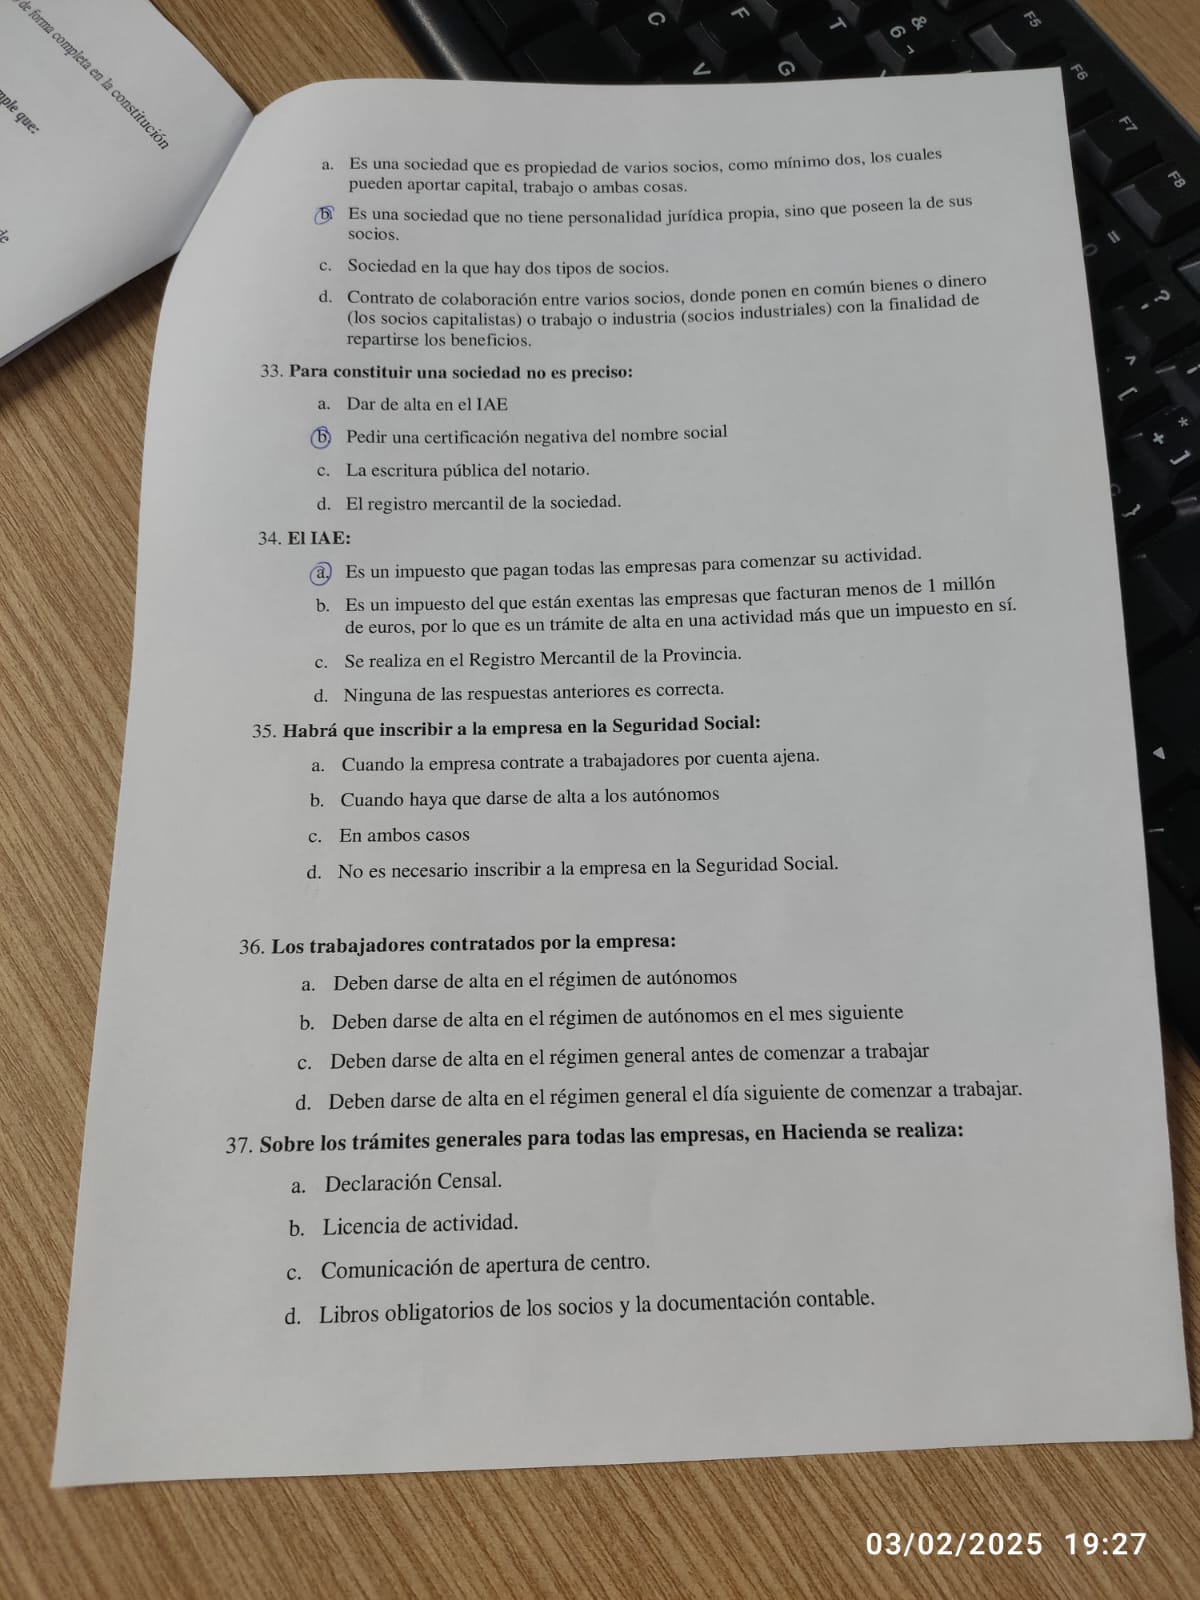 de forma completa en la constitución
mple que:
de
a. Es una sociedad que es propiedad de varios socios, como mínimo dos, los cuales
pueden aportar capital, trabajo o ambas cosas.
b. Es una sociedad que no tiene personalidad jurídica propia, sino que poseen la de sus
socios.
c. Sociedad en la que hay dos tipos de socios.
d. Contrato de colaboración entre varios socios, donde ponen en común bienes o dinero
(los socios capitalistas) o trabajo o industria (socios industriales) con la finalidad de
repartirse los beneficios.
33. Para constituir una sociedad no es preciso:
a. Dar de alta en el IAE
b. Pedir una certificación negativa del nombre social
c. La escritura pública del notario.
d. El registro mercantil de la sociedad.
34. El IAE:
a. Es un impuesto que pagan todas las empresas para comenzar su actividad.
b. Es un impuesto del que están exentas las empresas que facturan menos de 1 millón
de euros, por lo que es un trámite de alta en una actividad más que un impuesto en sí.
c. Se realiza en el Registro Mercantil de la Provincia.
d. Ninguna de las respuestas anteriores es correcta.
35. Habrá que inscribir a la empresa en la Seguridad Social:
a. Cuando la empresa contrate a trabajadores por cuenta ajena.
b. Cuando haya que darse de alta a los autónomos
c. En ambos casos
d. No es necesario inscribir a la empresa en la Seguridad Social.
36. Los trabajadores contratados por la empresa:
a. Deben darse de alta en el régimen de autónomos
b. Deben darse de alta en el régimen de autónomos en el mes siguiente
c. Deben darse de alta en el régimen general antes de comenzar a trabajar
d. Deben darse de alta en el régimen general el día siguiente de comenzar a trabajar.
37. Sobre los trámites generales para todas las empresas, en Hacienda se realiza:
a. Declaración Censal.
b. Licencia de actividad.
c. Comunicación de apertura de centro.
d. Libros obligatorios de los socios y la documentación contable.
C
F
T
& 6 ¬
F5
V
G
F6
F7
F8
03/02/2025 19:27